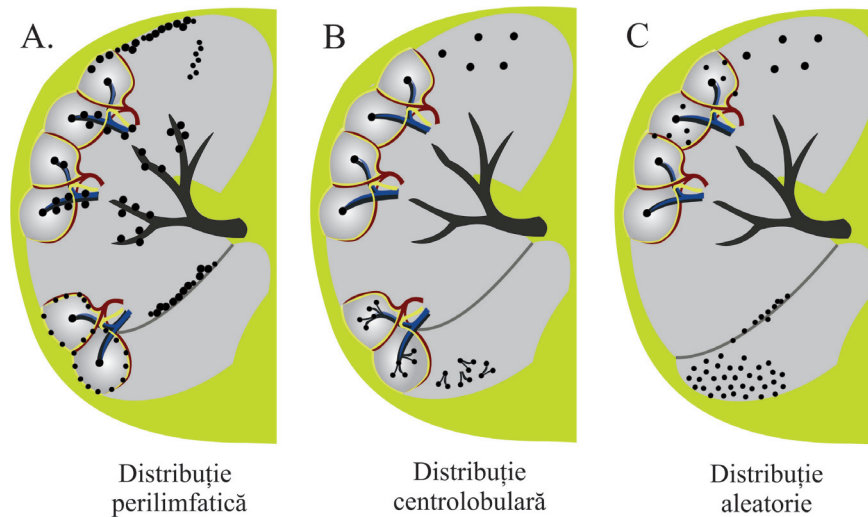 A.
B
C
Distribuție
perilimfatică
Distribuție
centrolobulară
Distribuție
aleatorie